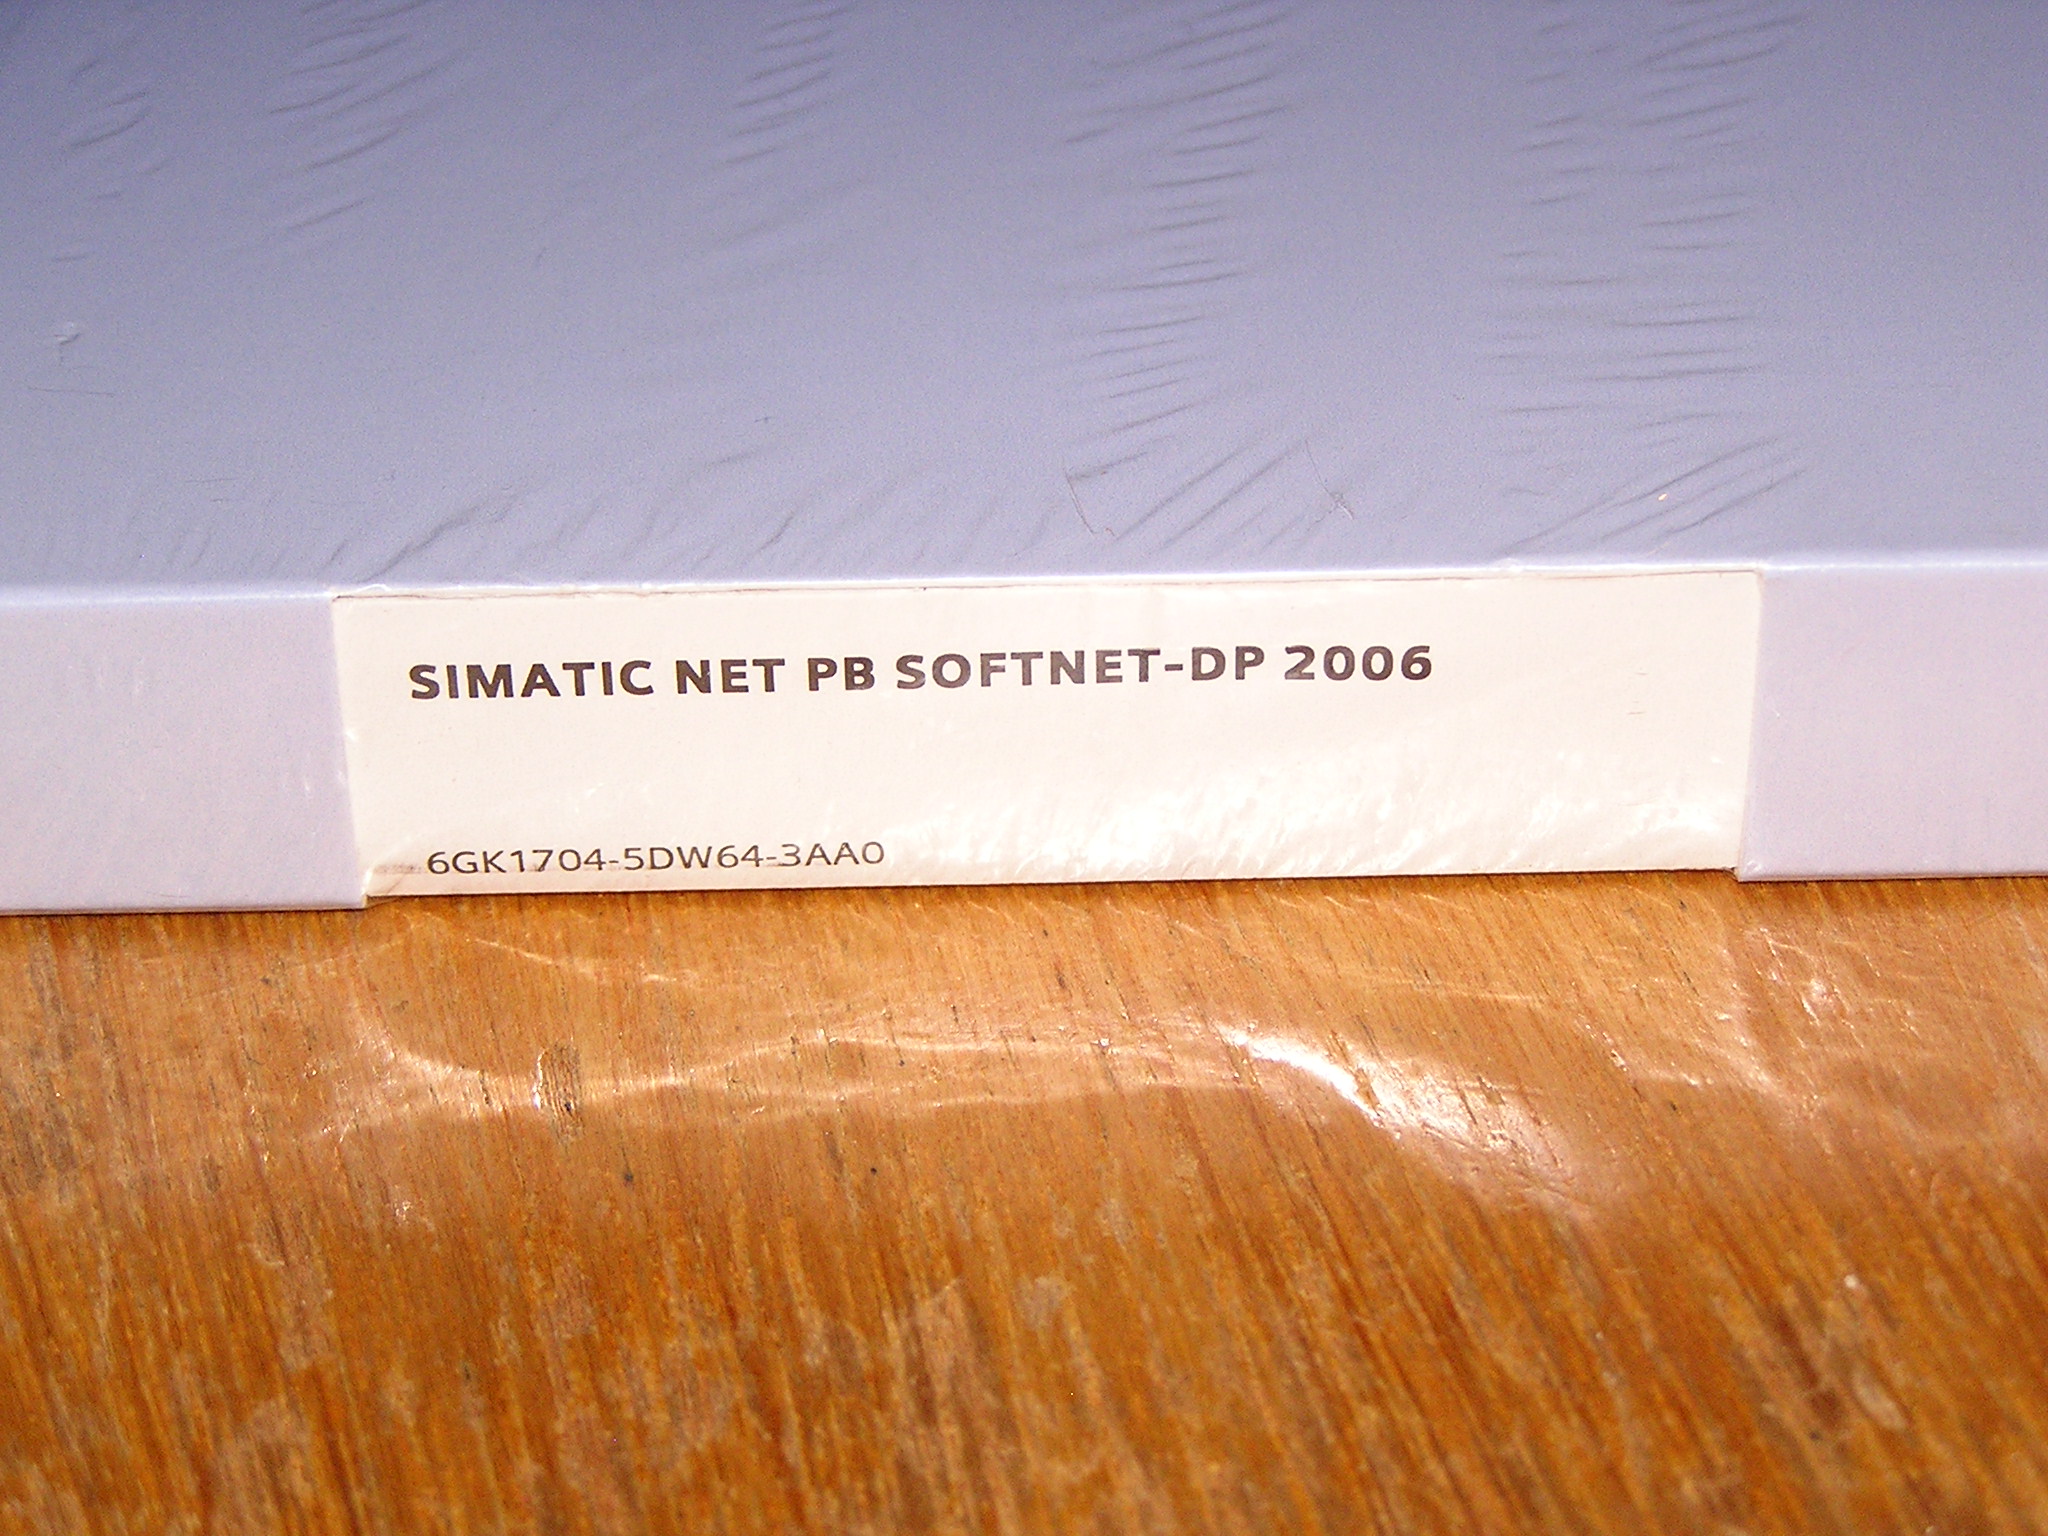 SIMATIC NET PB SOFTNET-DP 2006
6GK1704-5DW64-3AA0